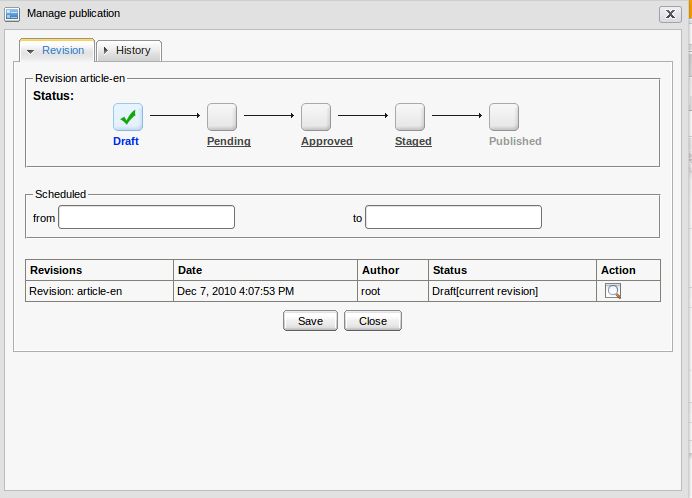 Manage publication
Revision History
Revision article-en
Status:
Draft Pending Approved Staged Published
Scheduled
from to
Revisions Date Author Status Action
Revision: article-en Dec 7, 2010 4:07:53 PM root Draft[current revision]
Save Close